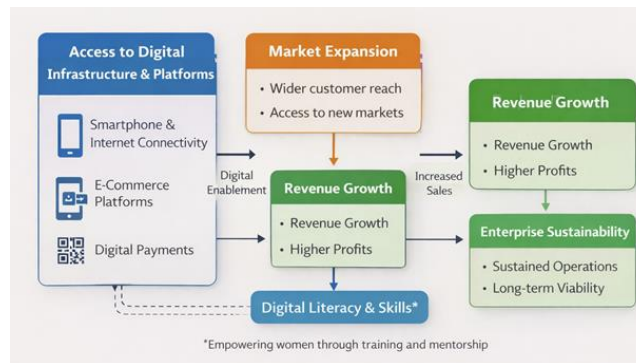 Access to Digital
Infrastructure & Platforms
Smartphone &
Internet Connectivity
E-Commerce
Platforms
Digital Payments
Market Expansion
• Wider customer reach
• Access to new markets
Digital
Enablement
Revenue Growth
• Revenue Growth
• Higher Profits
Increased
Sales
Revenue Growth
• Revenue Growth
• Higher Profits
Enterprise Sustainability
• Sustained Operations
• Long-term Viability
Digital Literacy & Skills*
*Empowering women through training and mentorship